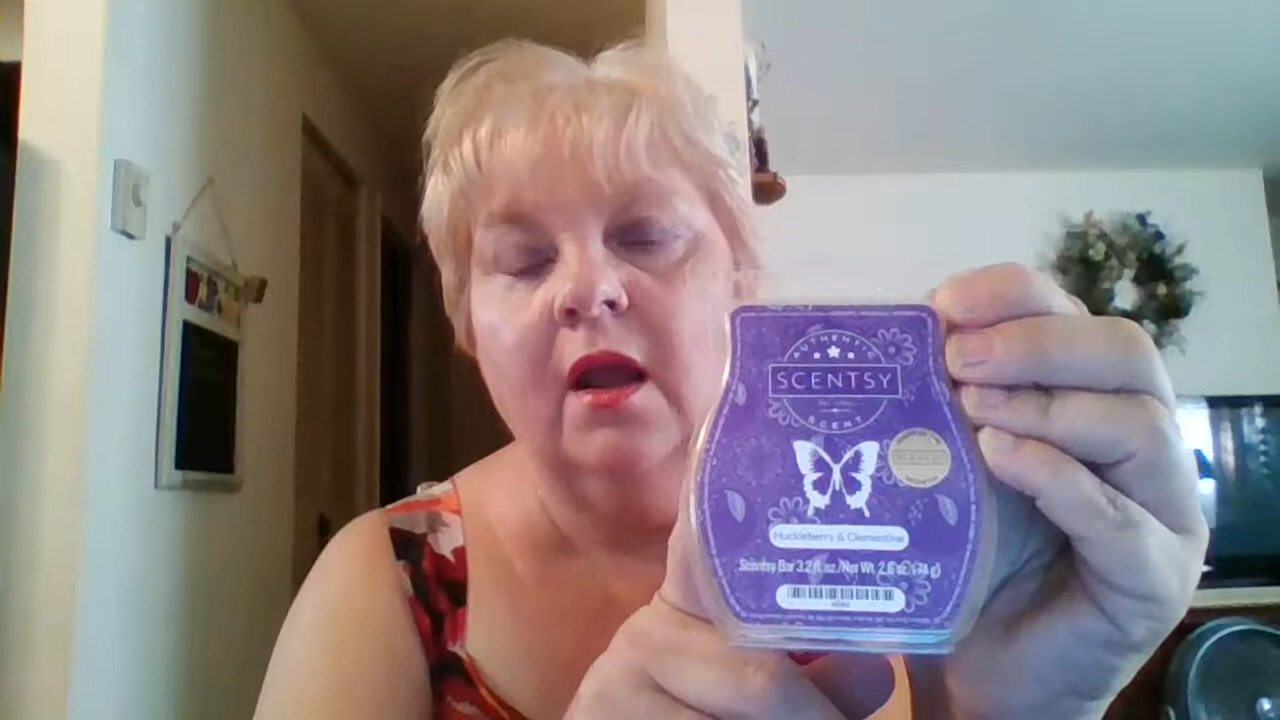 AUTHENTIC
SCENTSY
SCENT
Huckleberry & Clementine
Scentsy Bar 3.2 fl. oz./Net Wt. 2.6 oz. (74 g)